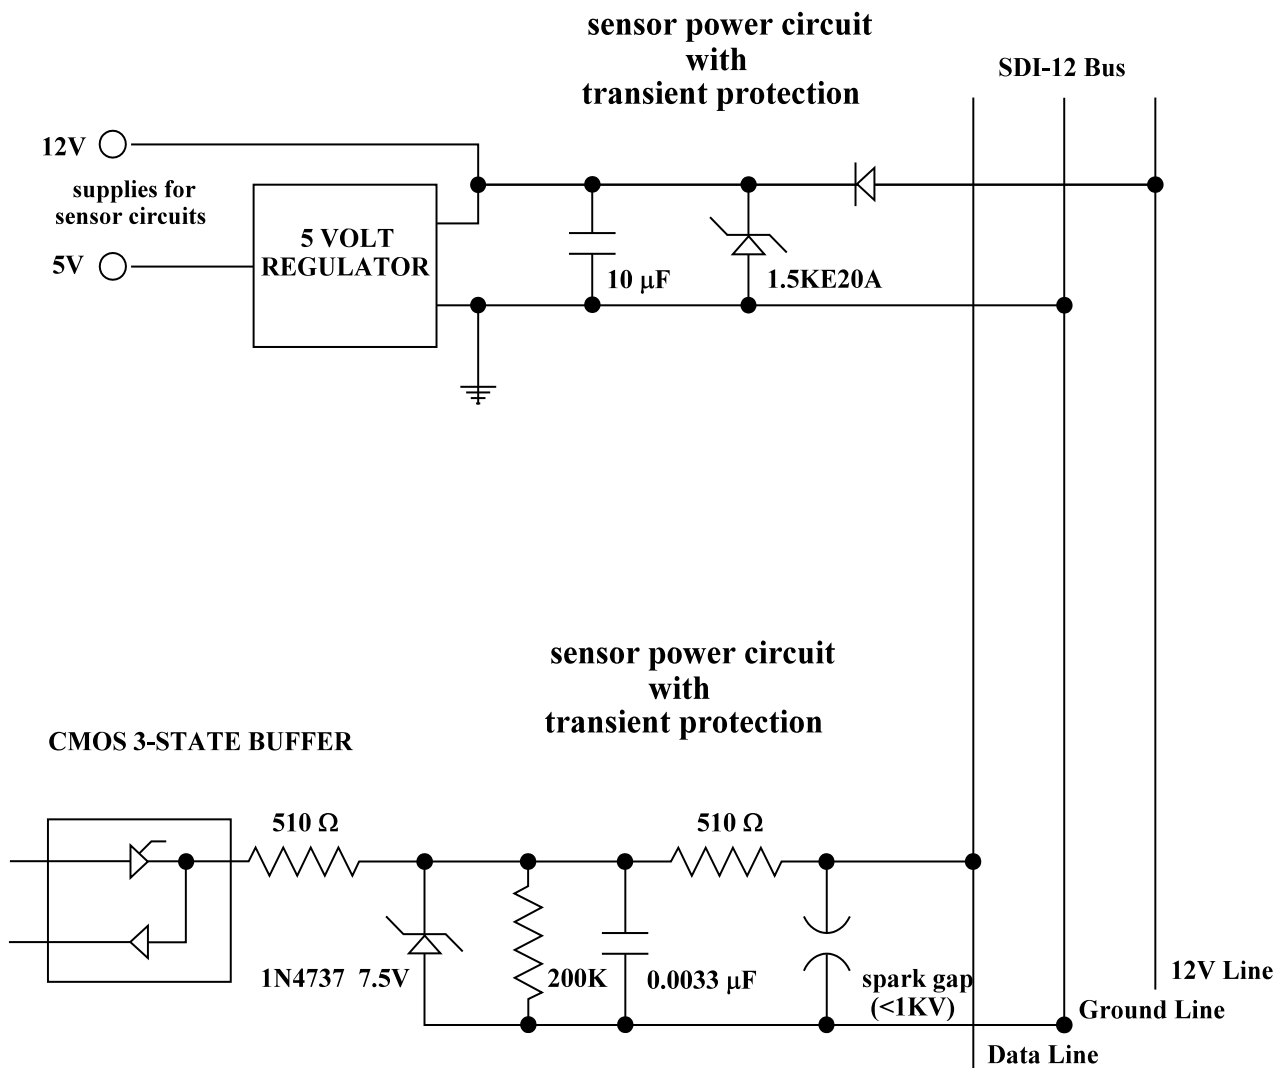 sensor power circuit
with
transient protection
SDI-12 Bus
12V
supplies for
sensor circuits
5V
5 VOLT
REGULATOR
10 µF
1.5KE20A
sensor power circuit
with
transient protection
CMOS 3-STATE BUFFER
510 Ω
510 Ω
1N4737 7.5V
200K
0.0033 µF
spark gap
(<1KV)
12V Line
Ground Line
Data Line